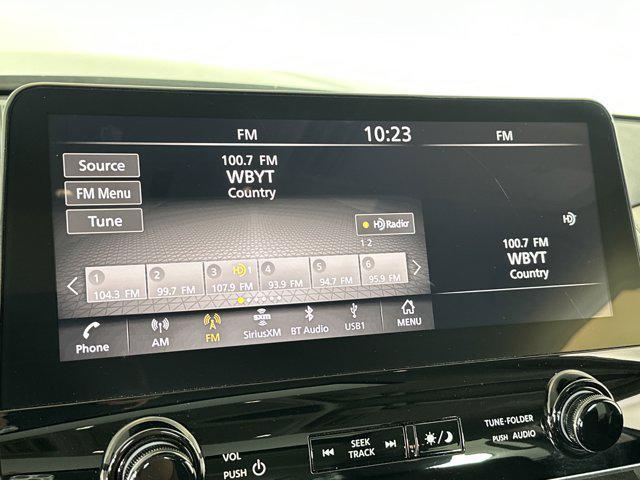 FM 10:23 FM
Source
FM Menu
Tune
100.7 FM
WBYT
Country
HD Radio
1 2
100.7 FM
WBYT
Country
1 2 3 HD 1 4 5 6
104.3 FM 99.7 FM 107.9 FM 93.9 FM 94.7 FM 95.9 FM
Phone AM FM SiriusXM BT Audio USB1 MENU
sxm
VOL
PUSH
SEEK
TRACK
TUNE·FOLDER
PUSH AUDIO